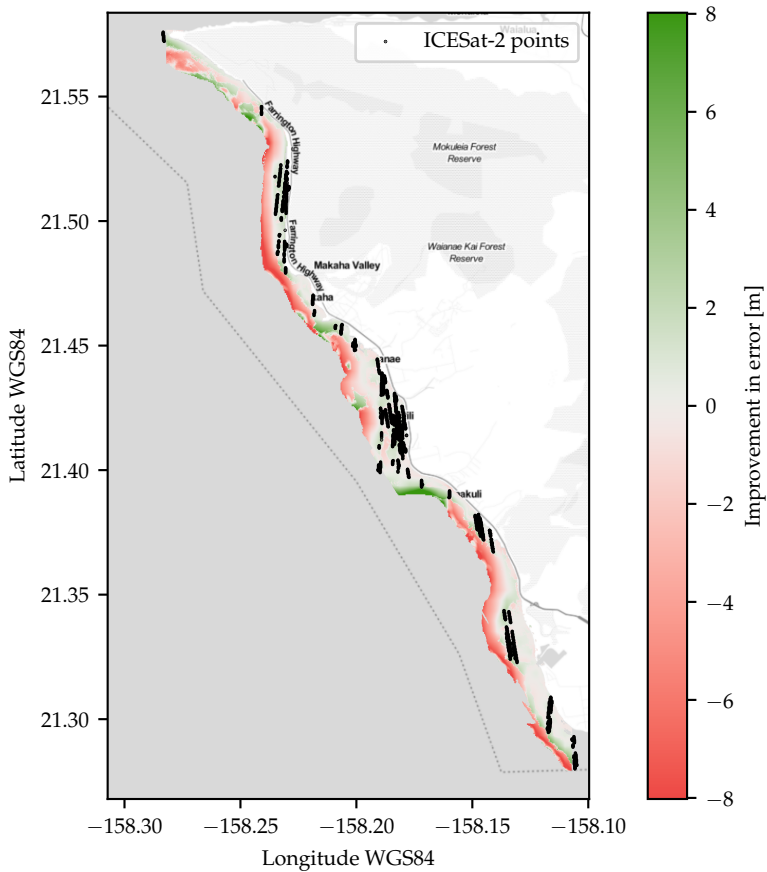 Waialua
ICESat-2 points
Farrington Highway
Mokuleia Forest
Reserve
Waianae Kai Forest
Reserve
Farrington Highway
Makaha Valley
21.55
21.50
21.45
21.40
21.35
21.30
Latitude WGS84
−158.30
−158.25
−158.20
−158.15
−158.10
Longitude WGS84
8
6
4
2
0
−2
−4
−6
−8
Improvement in error [m]